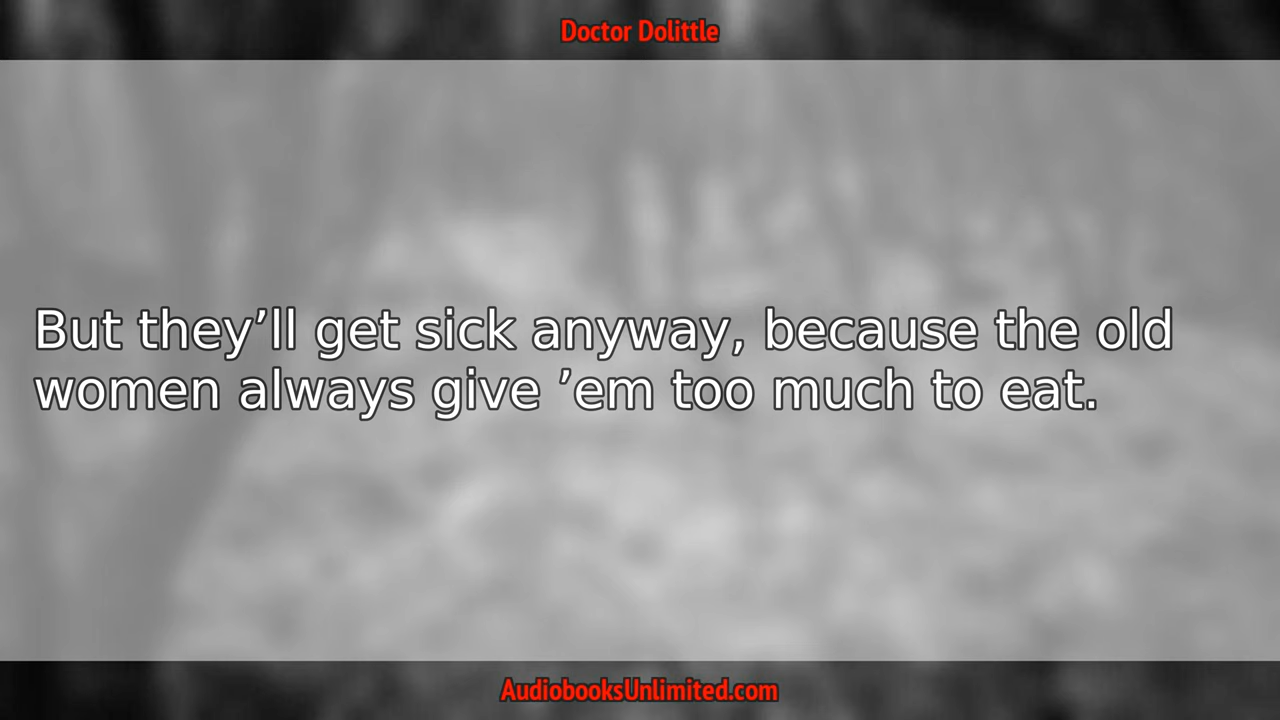 Doctor Dolittle
But they’ll get sick anyway, because the old
women always give ’em too much to eat.
AudiobooksUnlimited.com